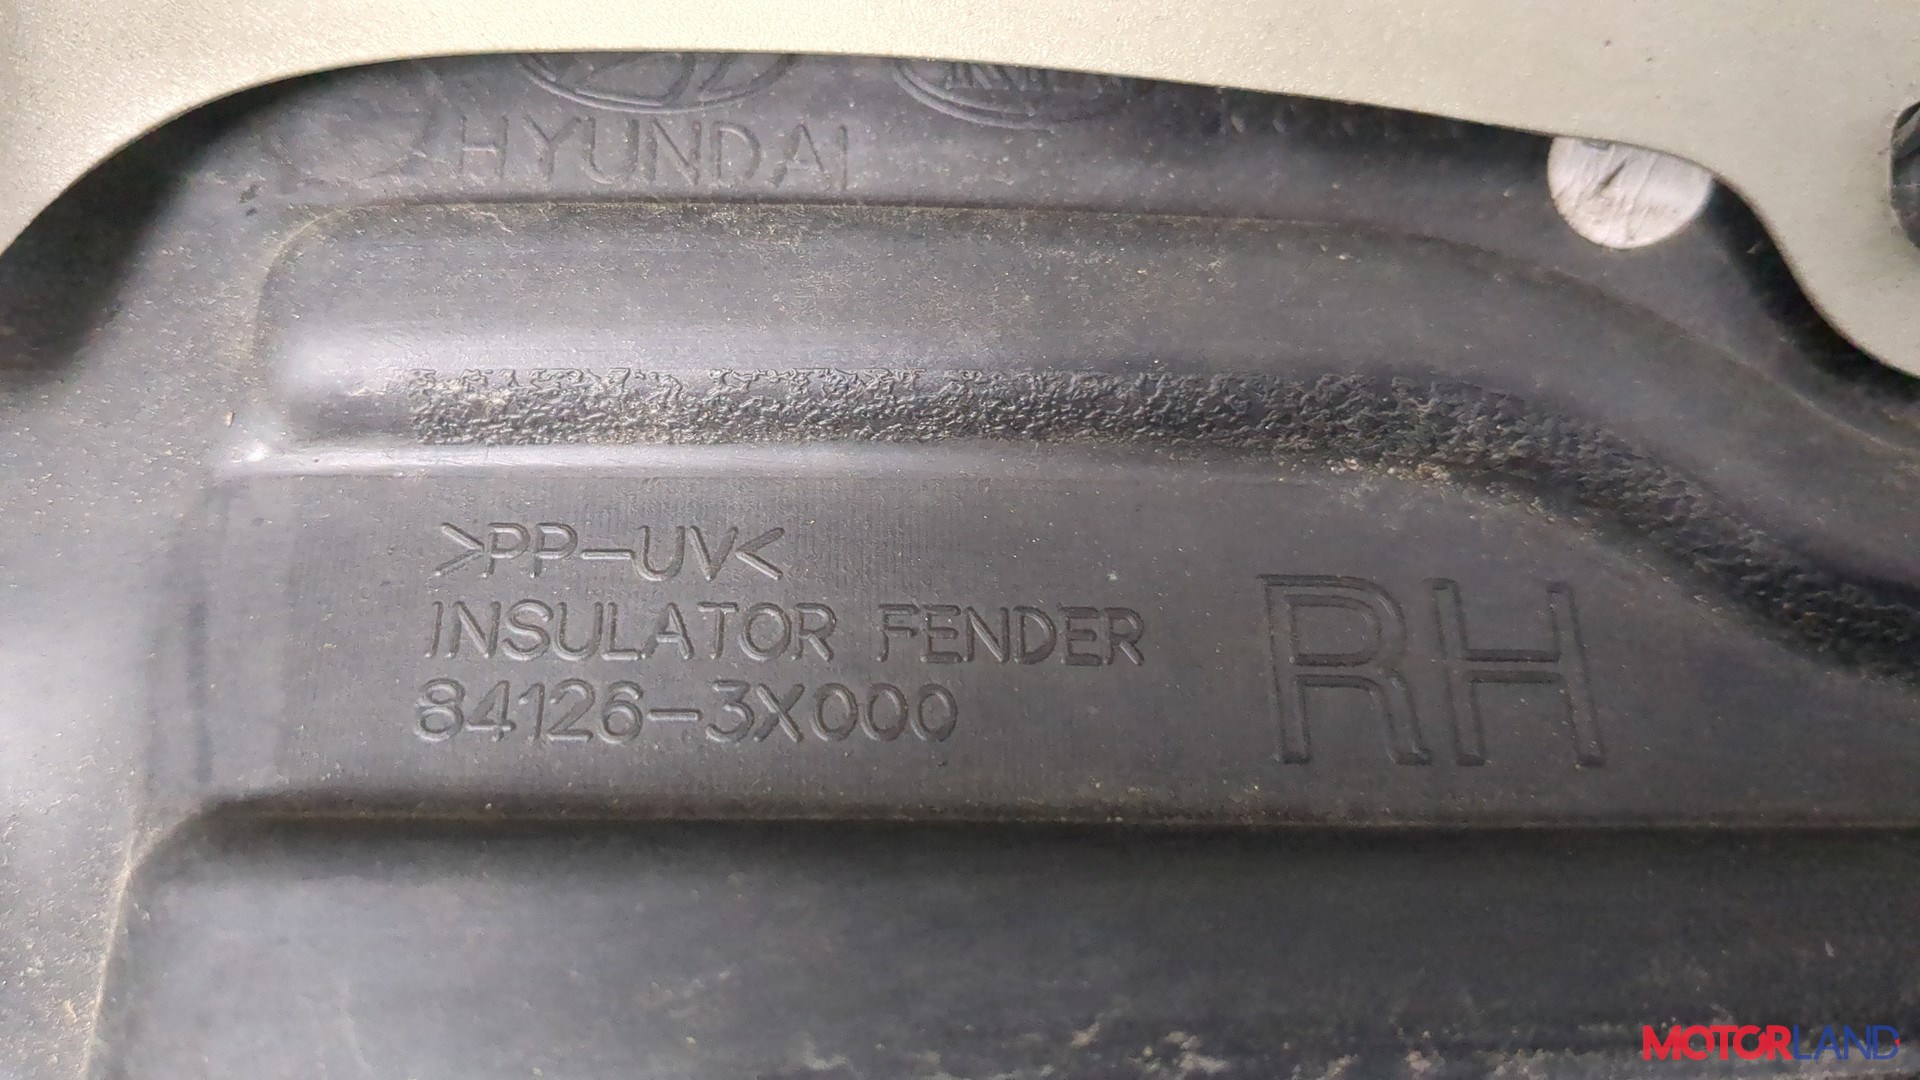 HYUNDAI
>PP-UV<
INSULATOR FENDER
84126-3X000
RH
MOTORLAND